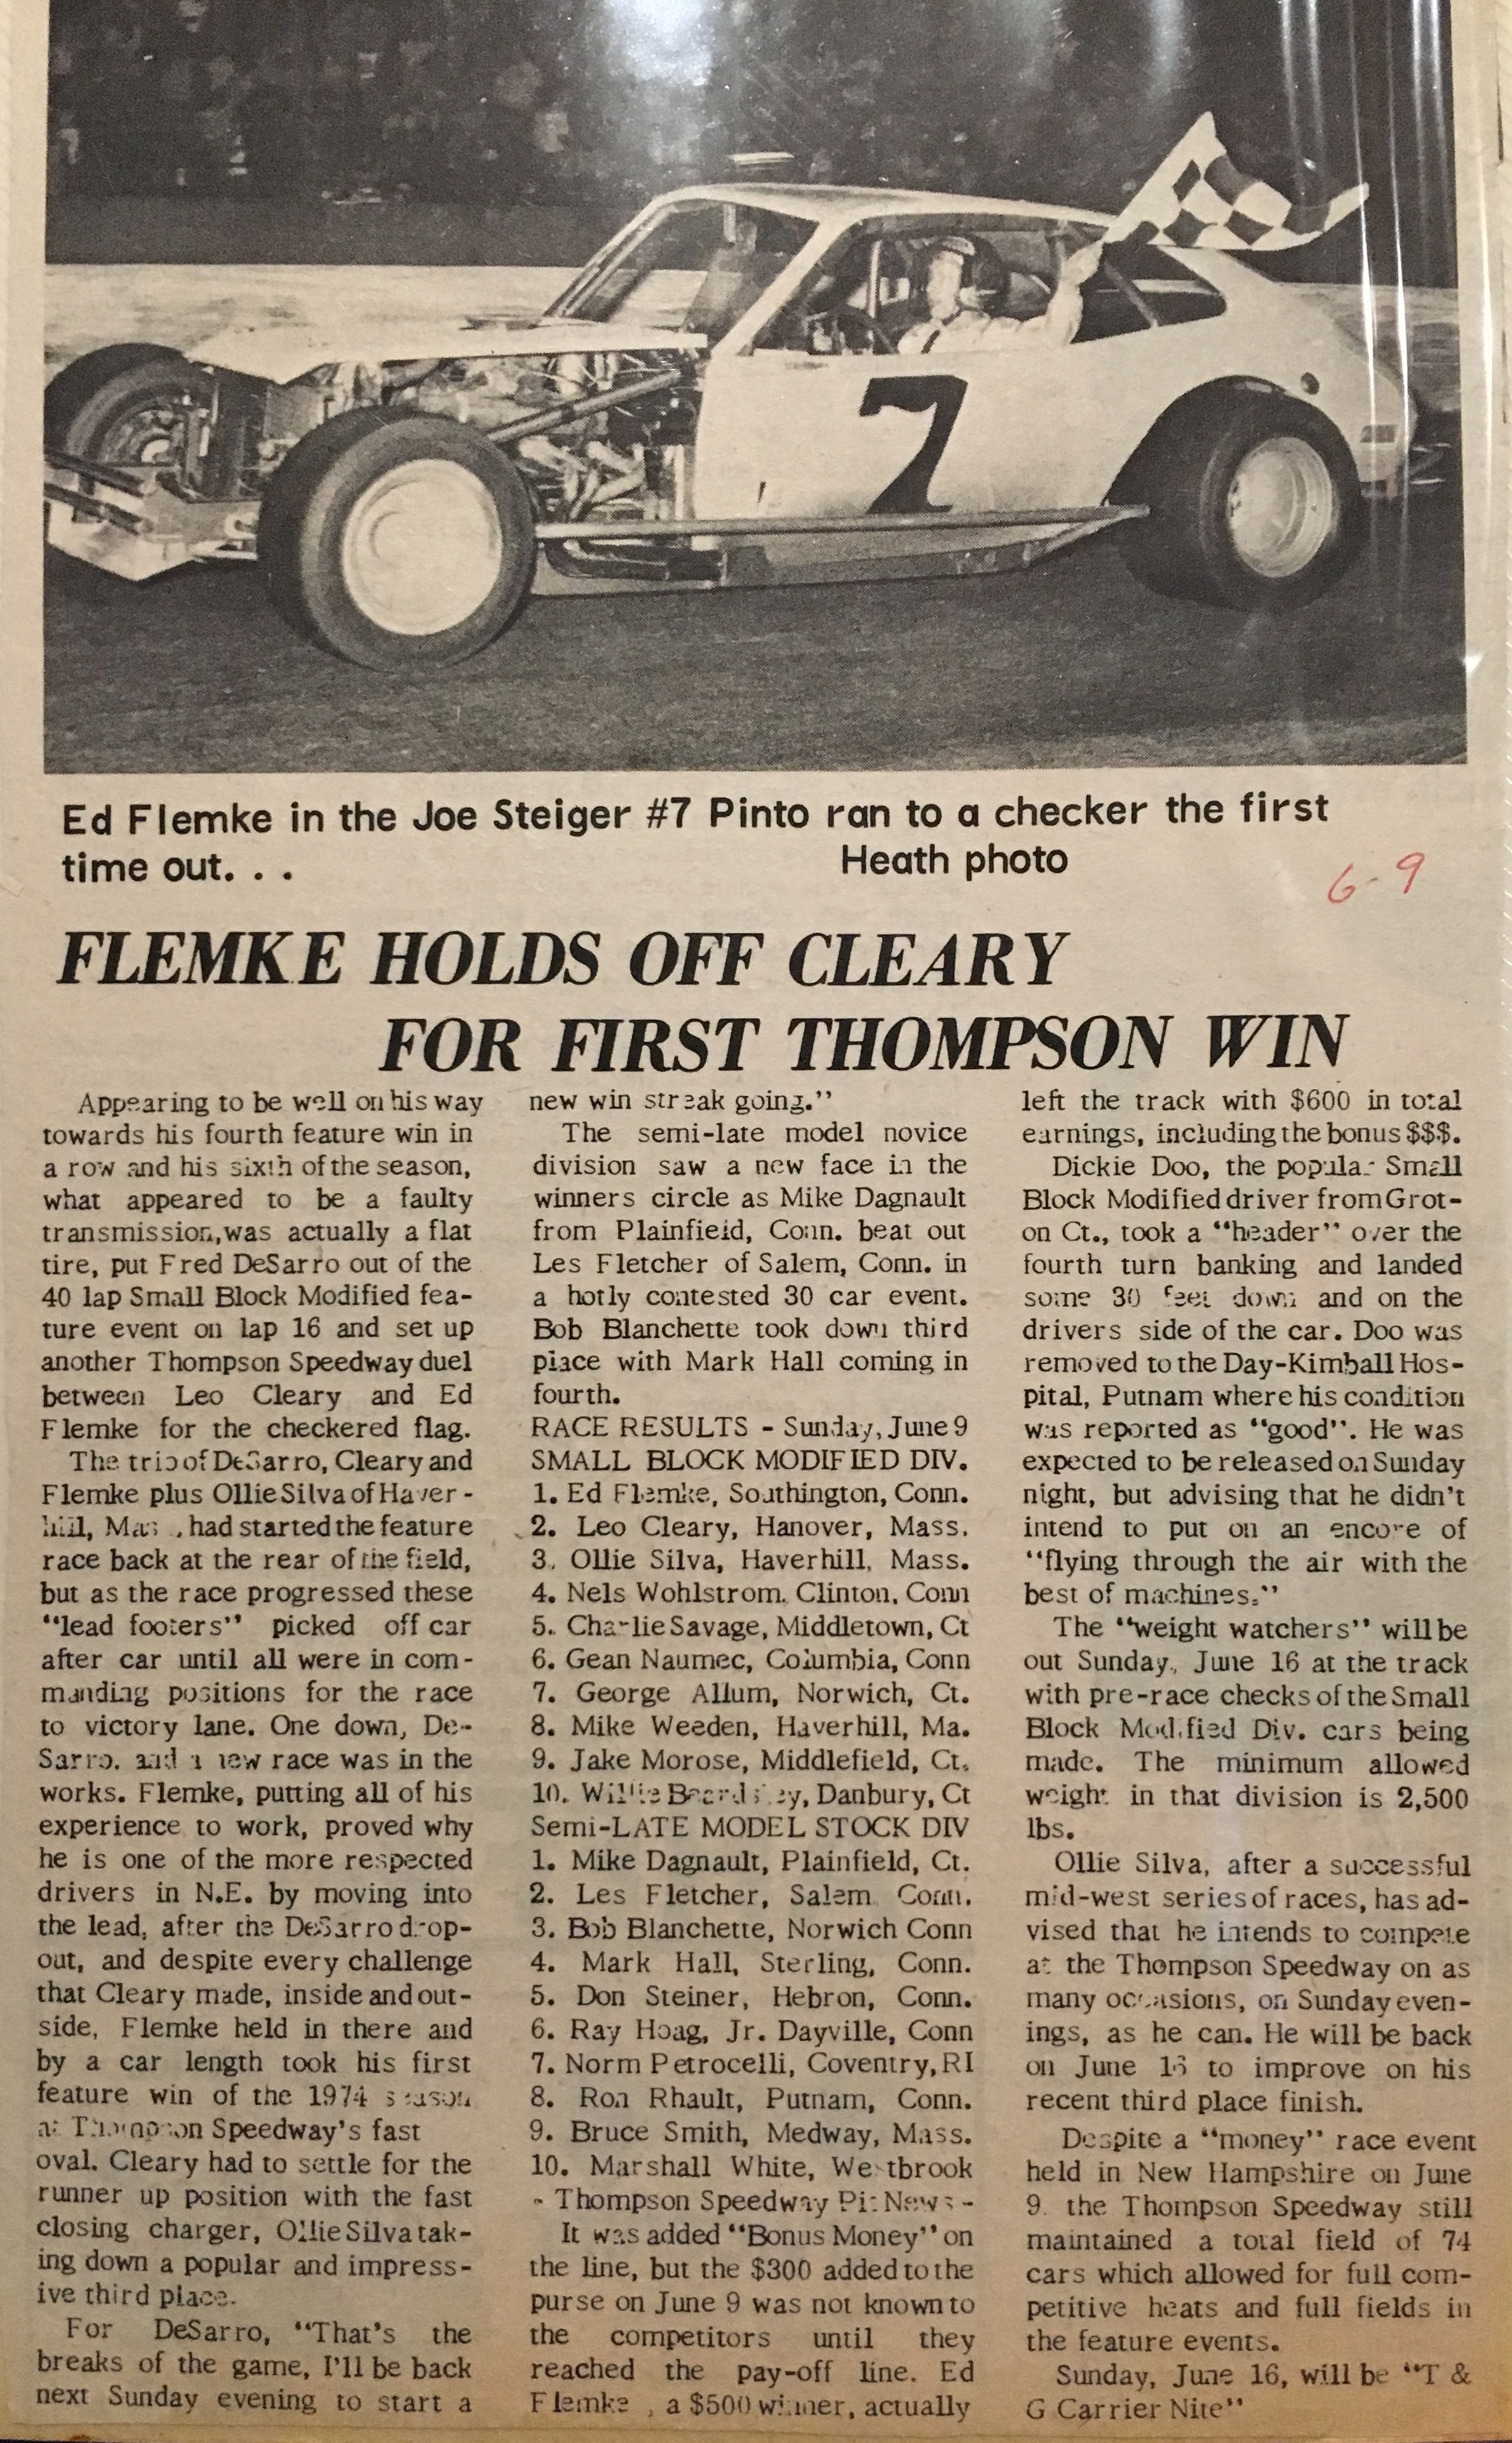 7
Ed Flemke in the Joe Steiger #7 Pinto ran to a checker the first
time out. . .
Heath photo
6-9
FLEMKE HOLDS OFF CLEARY
FOR FIRST THOMPSON WIN
Appearing to be well on his way
towards his fourth feature win in
a row and his sixth of the season,
what appeared to be a faulty
transmission, was actually a flat
tire, put Fred DeSarro out of the
40 lap Small Block Modified fea-
ture event on lap 16 and set up
another Thompson Speedway duel
between Leo Cleary and Ed
Flemke for the checkered flag.
The trio of DeSarro, Cleary and
Flemke plus Ollie Silva of Haver-
hill, had started the feature
race back at the rear of the field,
but as the race progressed these
"lead footers" picked off car
after car until all were in com-
manding positions for the race
to victory lane. One down, De-
Sarro. and a new race was in the
works. Flemke, putting all of his
experience to work, proved why
he is one of the more respected
drivers in N.E. by moving into
the lead, after the DeSarro drop-
out, and despite every challenge
that Cleary made, inside and out-
side, Flemke held in there and
by a car length took his first
feature win of the 1974 season
at Thompson Speedway's fast
oval. Cleary had to settle for the
runner up position with the fast
closing charger, Ollie Silva tak-
ing down a popular and impress-
ive third place.
For DeSarro, "That's the
breaks of the game, I'll be back
next Sunday evening to start a
new win streak going."
The semi-late model novice
division saw a new face in the
winners circle as Mike Dagnault
from Plainfield, Conn. beat out
Les Fletcher of Salem, Conn. in
a hotly contested 30 car event.
Bob Blanchette took down third
place with Mark Hall coming in
fourth.
RACE RESULTS - Sunday, June 9
SMALL BLOCK MODIFIED DIV.
1. Ed Flemke, Southington, Conn.
2. Leo Cleary, Hanover, Mass.
3. Ollie Silva, Haverhill, Mass.
4. Nels Wohlstrom, Clinton, Conn
5. Charlie Savage, Middletown, Ct
6. Gean Naumec, Columbia, Conn
7. George Allum, Norwich, Ct.
8. Mike Weeden, Haverhill, Ma.
9. Jake Morose, Middlefield, Ct.
10. Willie Beardsley, Danbury, Ct
Semi-LATE MODEL STOCK DIV
1. Mike Dagnault, Plainfield, Ct.
2. Les Fletcher, Salem Conn.
3. Bob Blanchette, Norwich Conn
4. Mark Hall, Sterling, Conn.
5. Don Steiner, Hebron, Conn.
6. Ray Hoag, Jr. Dayville, Conn
7. Norm Petrocelli, Coventry, RI
8. Ron Rhault, Putnam, Conn.
9. Bruce Smith, Medway, Mass.
10. Marshall White, Westbrook
- Thompson Speedway Pit News -
It was added "Bonus Money" on
the line, but the $300 added to the
purse on June 9 was not known to
the competitors until they
reached the pay-off line. Ed
Flemke , a $500 winner, actually
left the track with $600 in total
earnings, including the bonus $$$.
Dickie Doo, the popular Small
Block Modified driver from Grot-
on Ct., took a "header" over the
fourth turn banking and landed
some 30 feet down and on the
drivers side of the car. Doo was
removed to the Day-Kimball Hos-
pital, Putnam where his condition
was reported as "good". He was
expected to be released on Sunday
night, but advising that he didn't
intend to put on an encore of
"flying through the air with the
best of machines."
The "weight watchers" will be
out Sunday, June 16 at the track
with pre-race checks of the Small
Block Modified Div. cars being
made. The minimum allowed
weight in that division is 2,500
lbs.
Ollie Silva, after a successful
mid-west series of races, has ad-
vised that he intends to compete
at the Thompson Speedway on as
many occasions, on Sunday even-
ings, as he can. He will be back
on June 16 to improve on his
recent third place finish.
Despite a "money" race event
held in New Hampshire on June
9 the Thompson Speedway still
maintained a total field of 74
cars which allowed for full com-
petitive heats and full fields in
the feature events.
Sunday, June 16, will be "T &
G Carrier Nite"